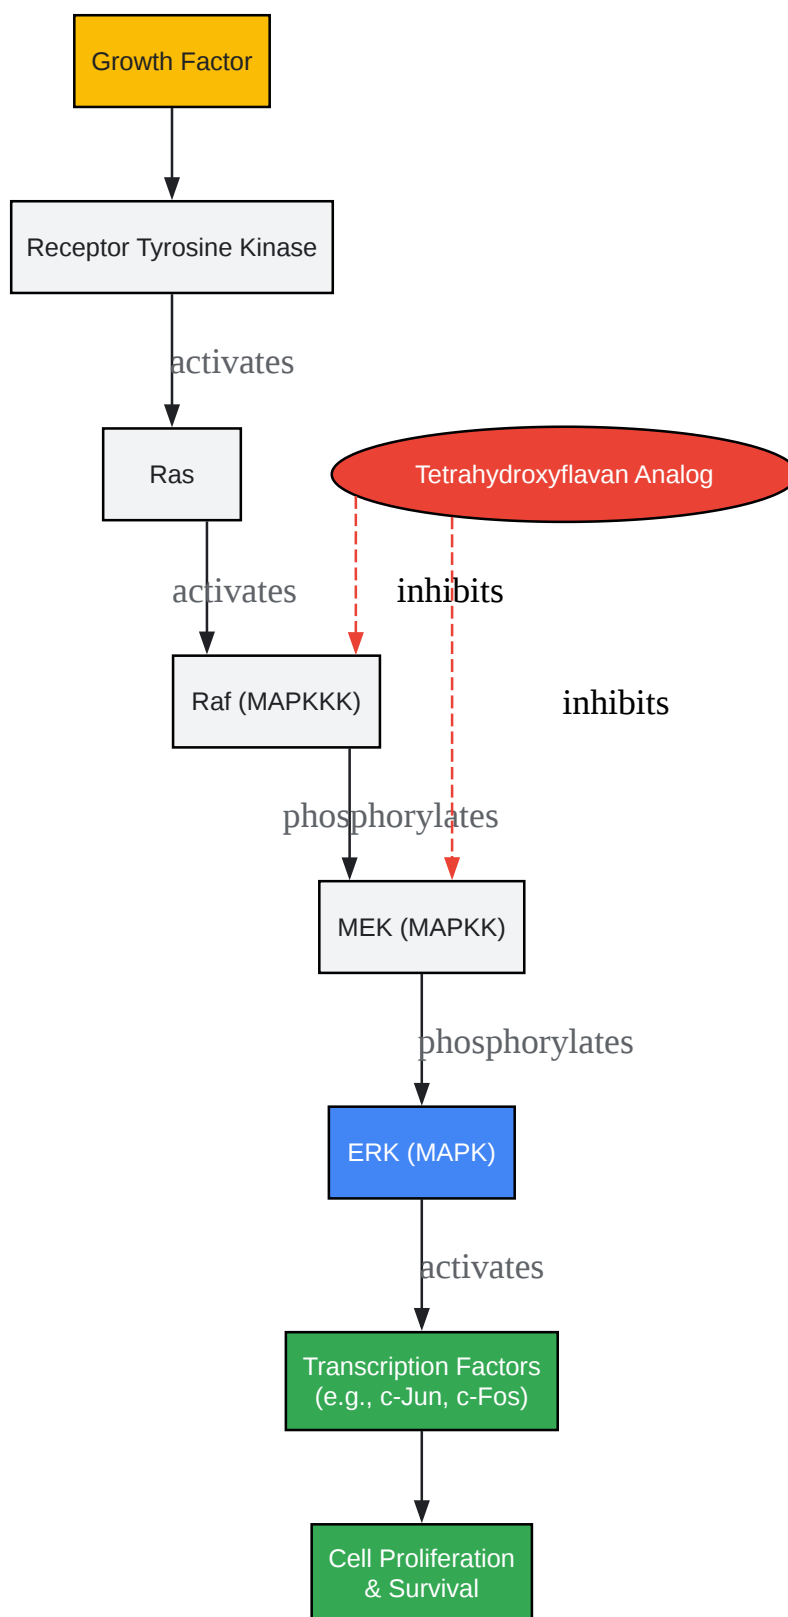 Growth Factor
Receptor Tyrosine Kinase
activates
Ras
Tetrahydroxyflavan Analog
activates
inhibits
Raf (MAPKKK)
inhibits
phosphorylates
MEK (MAPKK)
phosphorylates
ERK (MAPK)
activates
Transcription Factors
(e.g., c-Jun, c-Fos)
Cell Proliferation
& Survival